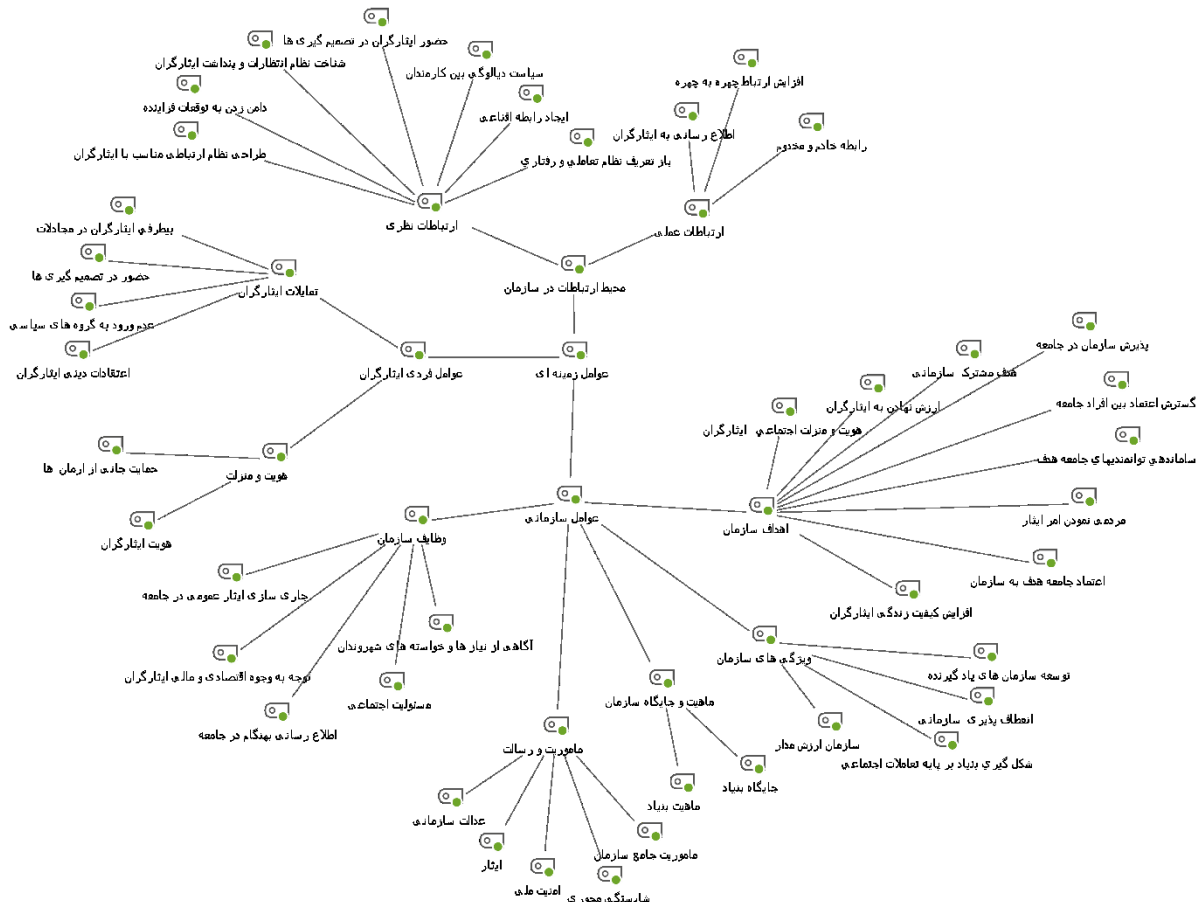 حضور ایثارگران در تصمیم گیری ها
شناخت نظام انتظارات و پنداشت ایثارگران
سیاست دیالوگی بین کارمندان
افزایش ارتباط چهره به چهره
دامن زدن به توقعات فزاینده
ایجاد رابطه اقناعی
اطلاع رسانی به ایثارگران
رابطه خادم و مخدوم
طراحی نظام ارتباطی مناسب با ایثارگران
باز تعریف نظام تعاملی و رفتاری
ارتباطات نظری
ارتباطات عملی
بیطرفی ایثارگران در مجادلات
حضور در تصمیم گیری ها
تمایلات ایثارگران
محیط ارتباطات در سازمان
عدم ورود به گروه های سیاسی
اعتقادات دینی ایثارگران
عوامل فردی ایثارگران
عوامل زمینه ای
پذیرش سازمان در جامعه
هدف مشترک سازمانی
ارزش نهادن به ایثارگران
گسترش اعتماد بین افراد جامعه
هویت و منزلت اجتماعی ایثارگران
ساماندهي توانمنديهاي جامعه هدف
حمایت جانی از ارمان ها
هویت و منزلت
هویت ایثارگران
عوامل سازمانی
اهداف سازمان
مردمی نمودن امر ایثار
وظایف سازمان
اعتماد جامعه هدف به سازمان
جاری سازی ایثار عمومی در جامعه
افزایش کیفیت زندگی ایثارگران
آگاهی از نیاز ها و خواسته های شهروندان
ویژگی های سازمان
توسعه سازمان های یاد گیرنده
توجه به وجوه اقتصادی و مالی ایثارگران
مسئولیت اجتماعی
ماهیت و جایگاه سازمان
انعطاف پذیری سازمانی
اطلاع رسانی بهنگام در جامعه
ماموریت و رسالت
سازمان ارزش مدار
شکل گیري بنیاد بر پایه تعاملات اجتماعی
جایگاه بنیاد
ماهیت بنیاد
عدالت سازمانی
ماموریت جامع سازمان
ایثار
امنیت ملی
شایستگی محوری